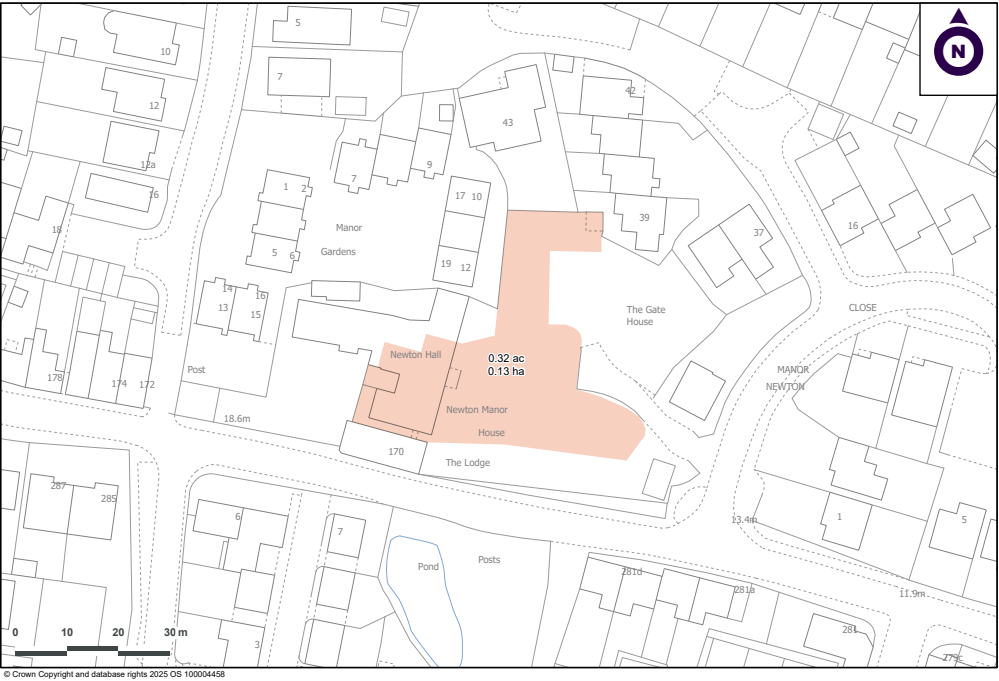 5
N
10
7
42
12
43
12a
7
9
1 2
17 10
16
39
16
Manor
18
37
Gardens
5 6
19 12
14
16
13
15
The Gate
House
CLOSE
Newton Hall
0.32 ac
0.13 ha
Post
MANOR
NEWTON
178
174
172
Newton Manor
18.6m
House
170
The Lodge
287
285
6
7
13.4m
1
5
Pond
Posts
281d
281a
11.9m
0 10 20 30 m
3
281
279c
© Crown Copyright and database rights 2025 OS 100004458